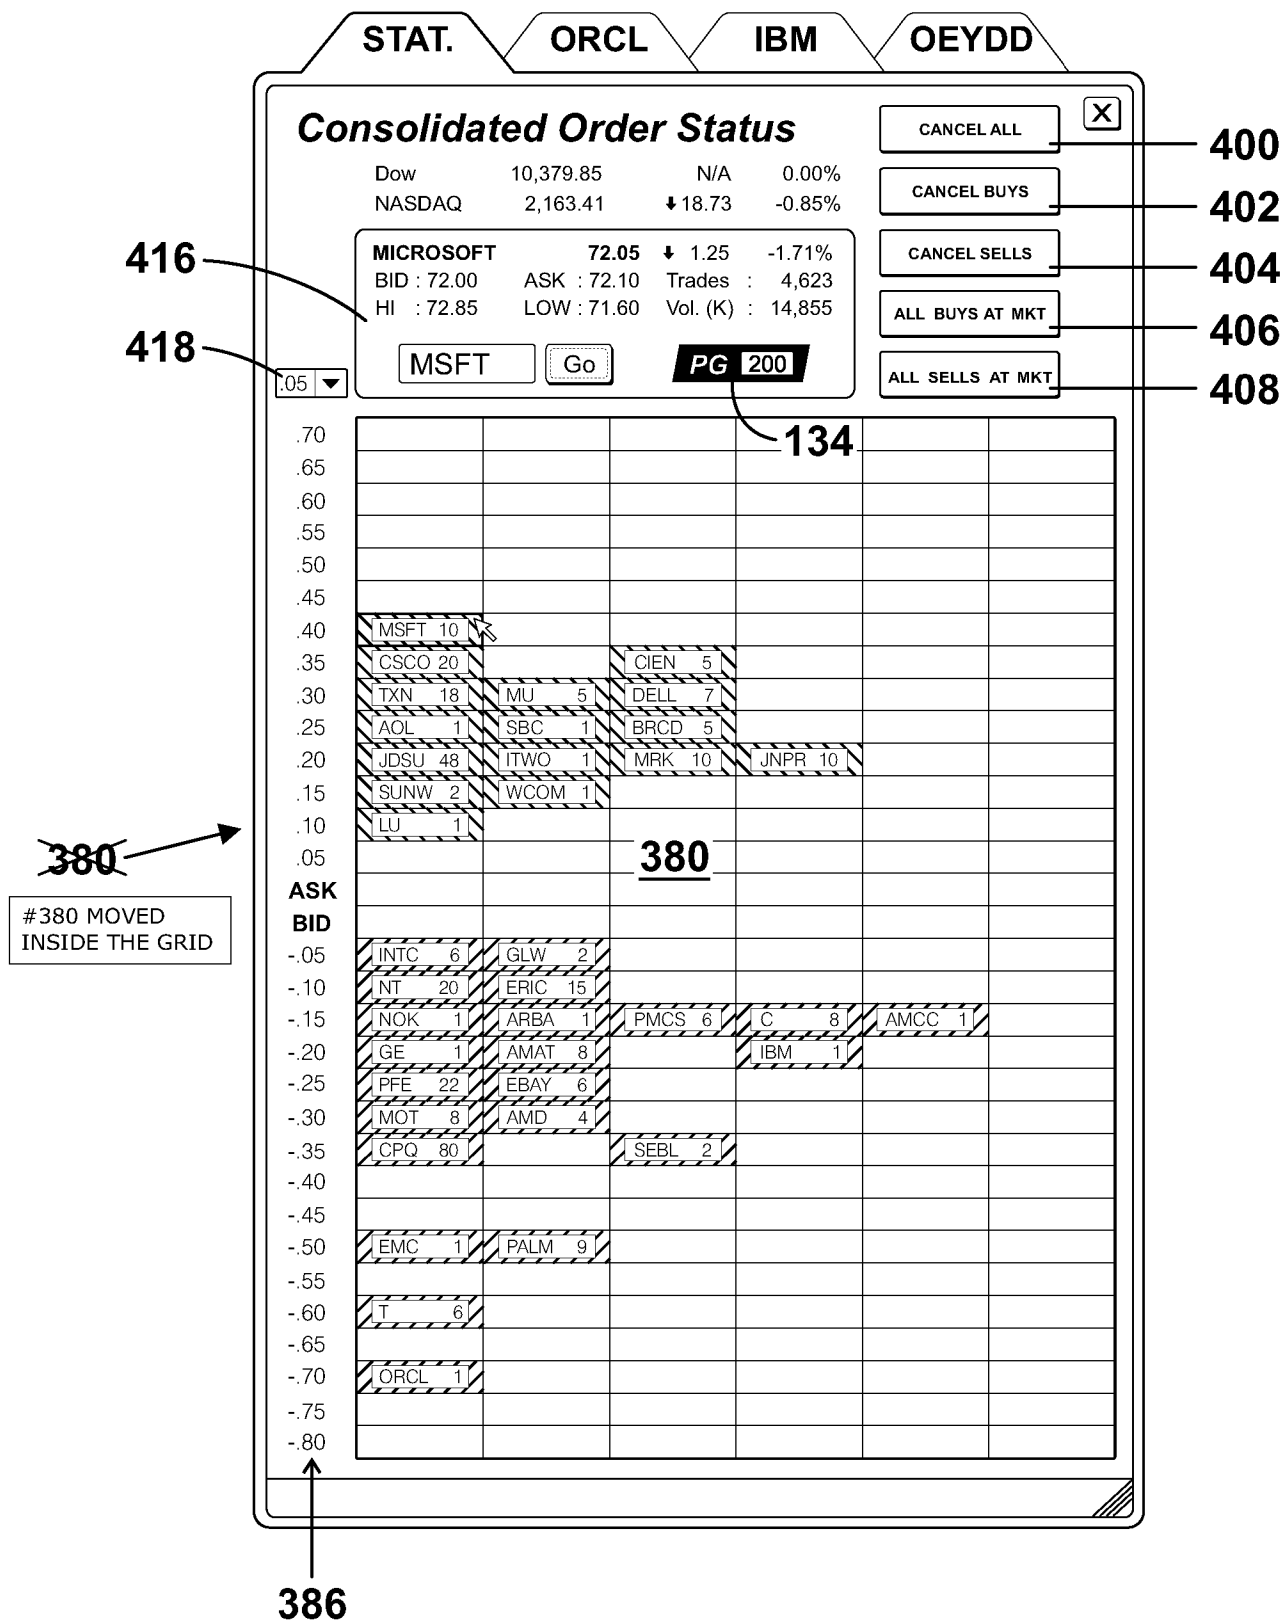 STAT. ORCL IBM OEYDD
Consolidated Order Status
X
CANCEL ALL 400
Dow 10,379.85 N/A 0.00%
NASDAQ 2,163.41 18.73 -0.85%
CANCEL BUYS 402
416
MICROSOFT 72.05 1.25 -1.71%
BID : 72.00 ASK : 72.10 Trades : 4,623
HI : 72.85 LOW : 71.60 Vol. (K) : 14,855
CANCEL SELLS 404
ALL BUYS AT MKT 406
418
.05
MSFT Go PG 200
ALL SELLS AT MKT 408
134
.70
.65
.60
.55
.50
.45
.40 MSFT 10
.35 CSCO 20 CIEN 5
.30 TXN 18 MU 5 DELL 7
.25 AOL 1 SBC 1 BRCD 5
.20 JDSU 48 ITWO 1 MRK 10 JNPR 10
.15 SUNW 2 WCOM 1
.10 LU 1
380
.05 380
#380 MOVED
INSIDE THE GRID
ASK
BID
-.05 INTC 6 GLW 2
-.10 NT 20 ERIC 15
-.15 NOK 1 ARBA 1 PMCS 6 C 8 AMCC 1
-.20 GE 1 AMAT 8 IBM 1
-.25 PFE 22 EBAY 6
-.30 MOT 8 AMD 4
-.35 CPQ 80 SEBL 2
-.40
-.45
-.50 EMC 1 PALM 9
-.55
-.60 T 6
-.65
-.70 ORCL 1
-.75
-.80
386